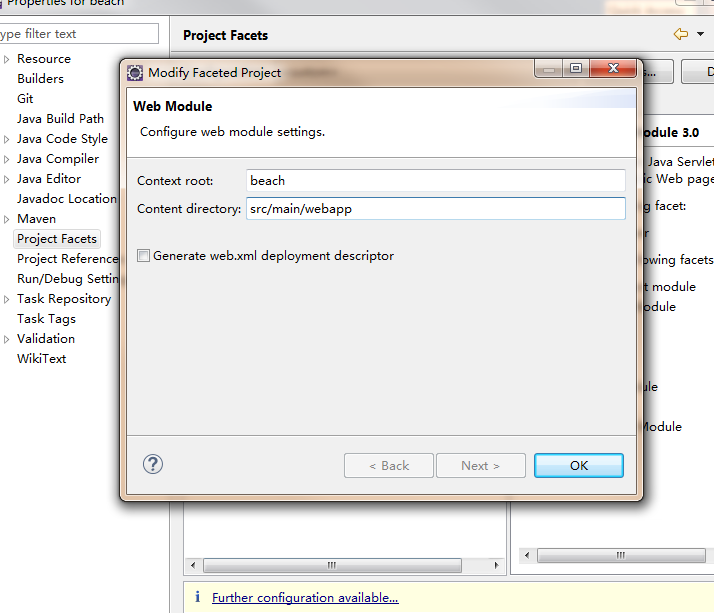 Properties for beach
ype filter text
Resource
Builders
Git
Java Build Path
Java Code Style
Java Compiler
Java Editor
Javadoc Location
Maven
Project Facets
Project Reference
Run/Debug Settin
Task Repository
Task Tags
Validation
WikiText
Project Facets
Modify Faceted Project
Web Module
Configure web module settings.
Context root: beach
Content directory: src/main/webapp
Generate web.xml deployment descriptor
< Back Next > OK
s...
D
odule 3.0
Java Servlet
ic Web page
g facet:
r
owing facets
t module
odule
ule
Module
Further configuration available...